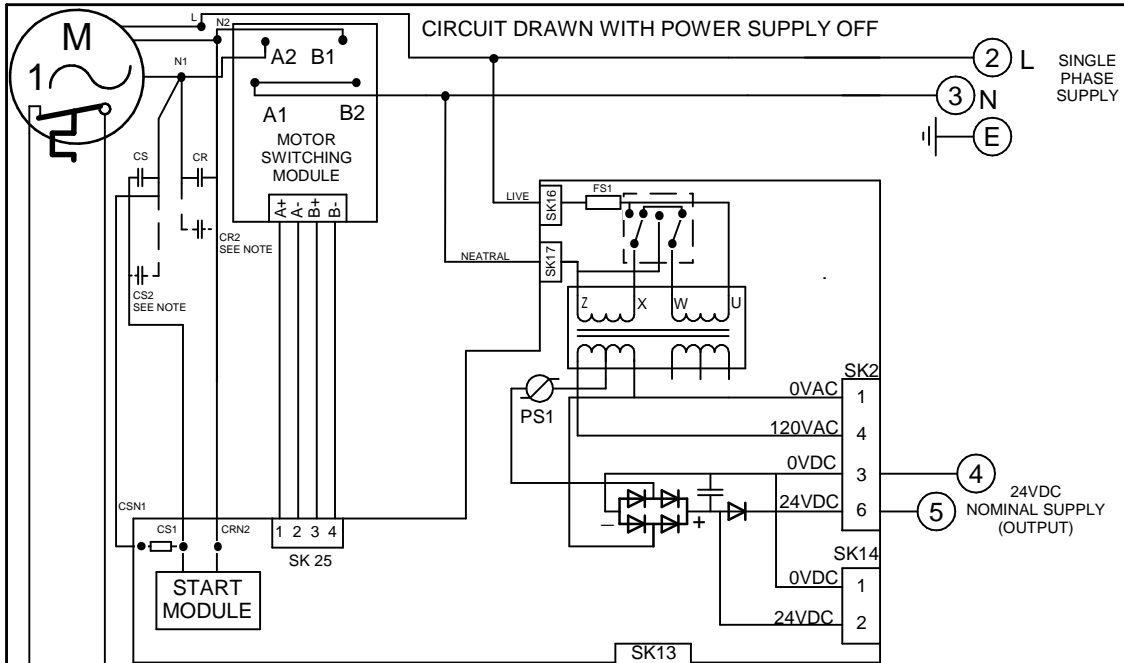 CIRCUIT DRAWN WITH POWER SUPPLY OFF
L
N2
M
1
N1
A2 B1
A1 B2
MOTOR
SWITCHING
MODULE
A+ A- B+ B-
2 L
3 N
E
SINGLE
PHASE
SUPPLY
CS
CR
CR2
SEE NOTE
CS2
SEE NOTE
LIVE
SK16
FS1
NEATRAL
SK17
Z X W U
PS1
SK2
0VAC 1
120VAC 4
0VDC 3
24VDC 6
4
5
24VDC
NOMINAL SUPPLY
(OUTPUT)
– +
SK14
0VDC 1
24VDC 2
CSN1
CS1
CRN2
1 2 3 4
SK 25
START
MODULE
SK13